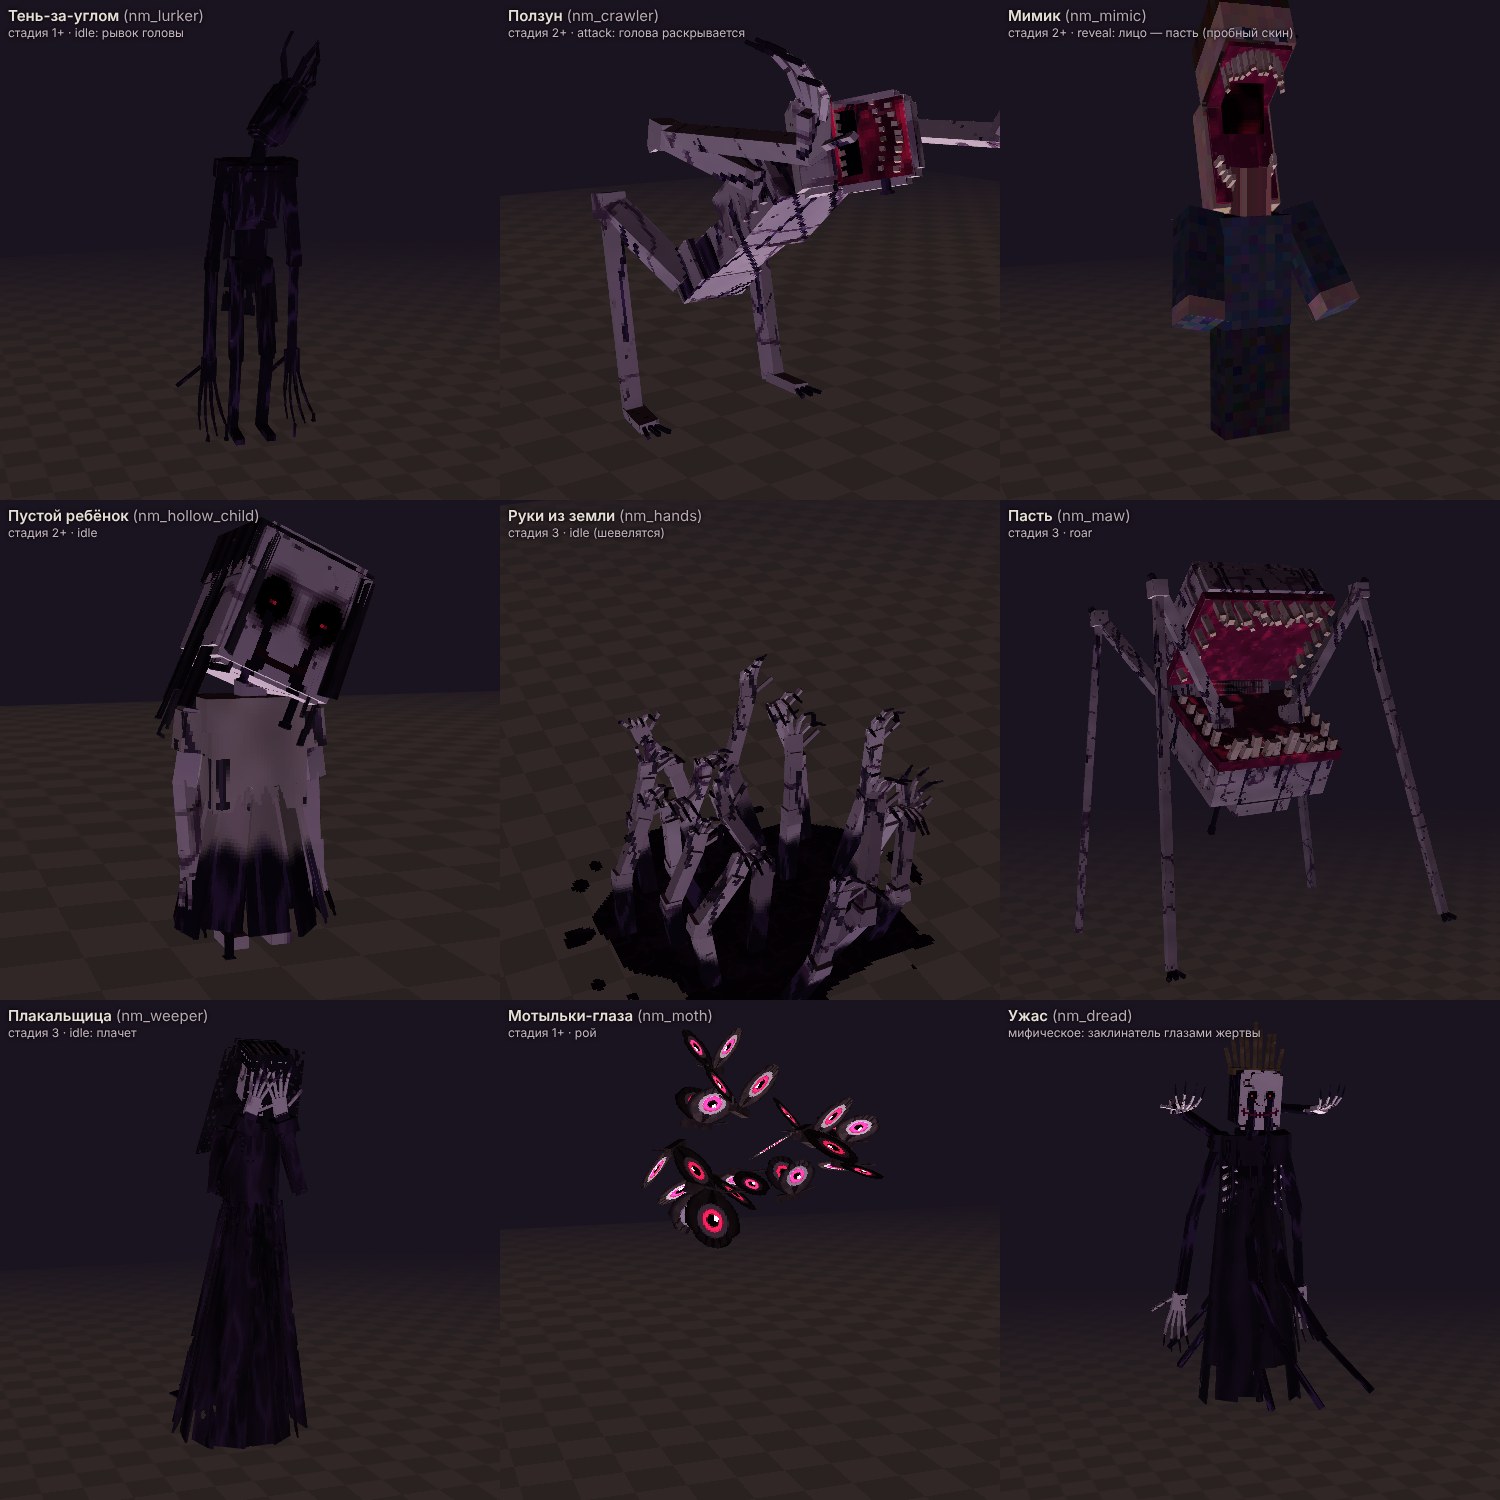 Тень-за-углом (nm_lurker)
стадия 1+ · idle: рывок головы
Ползун (nm_crawler)
стадия 2+ · attack: голова раскрывается
Мимик (nm_mimic)
стадия 2+ · reveal: лицо — пасть (пробный скин)
Пустой ребёнок (nm_hollow_child)
стадия 2+ · idle
Руки из земли (nm_hands)
стадия 3 · idle (шевелятся)
Пасть (nm_maw)
стадия 3 · roar
Плакальщица (nm_weeper)
стадия 3 · idle: плачет
Мотыльки-глаза (nm_moth)
стадия 1+ · рой
Ужас (nm_dread)
мифическое: заклинатель глазами жертвы